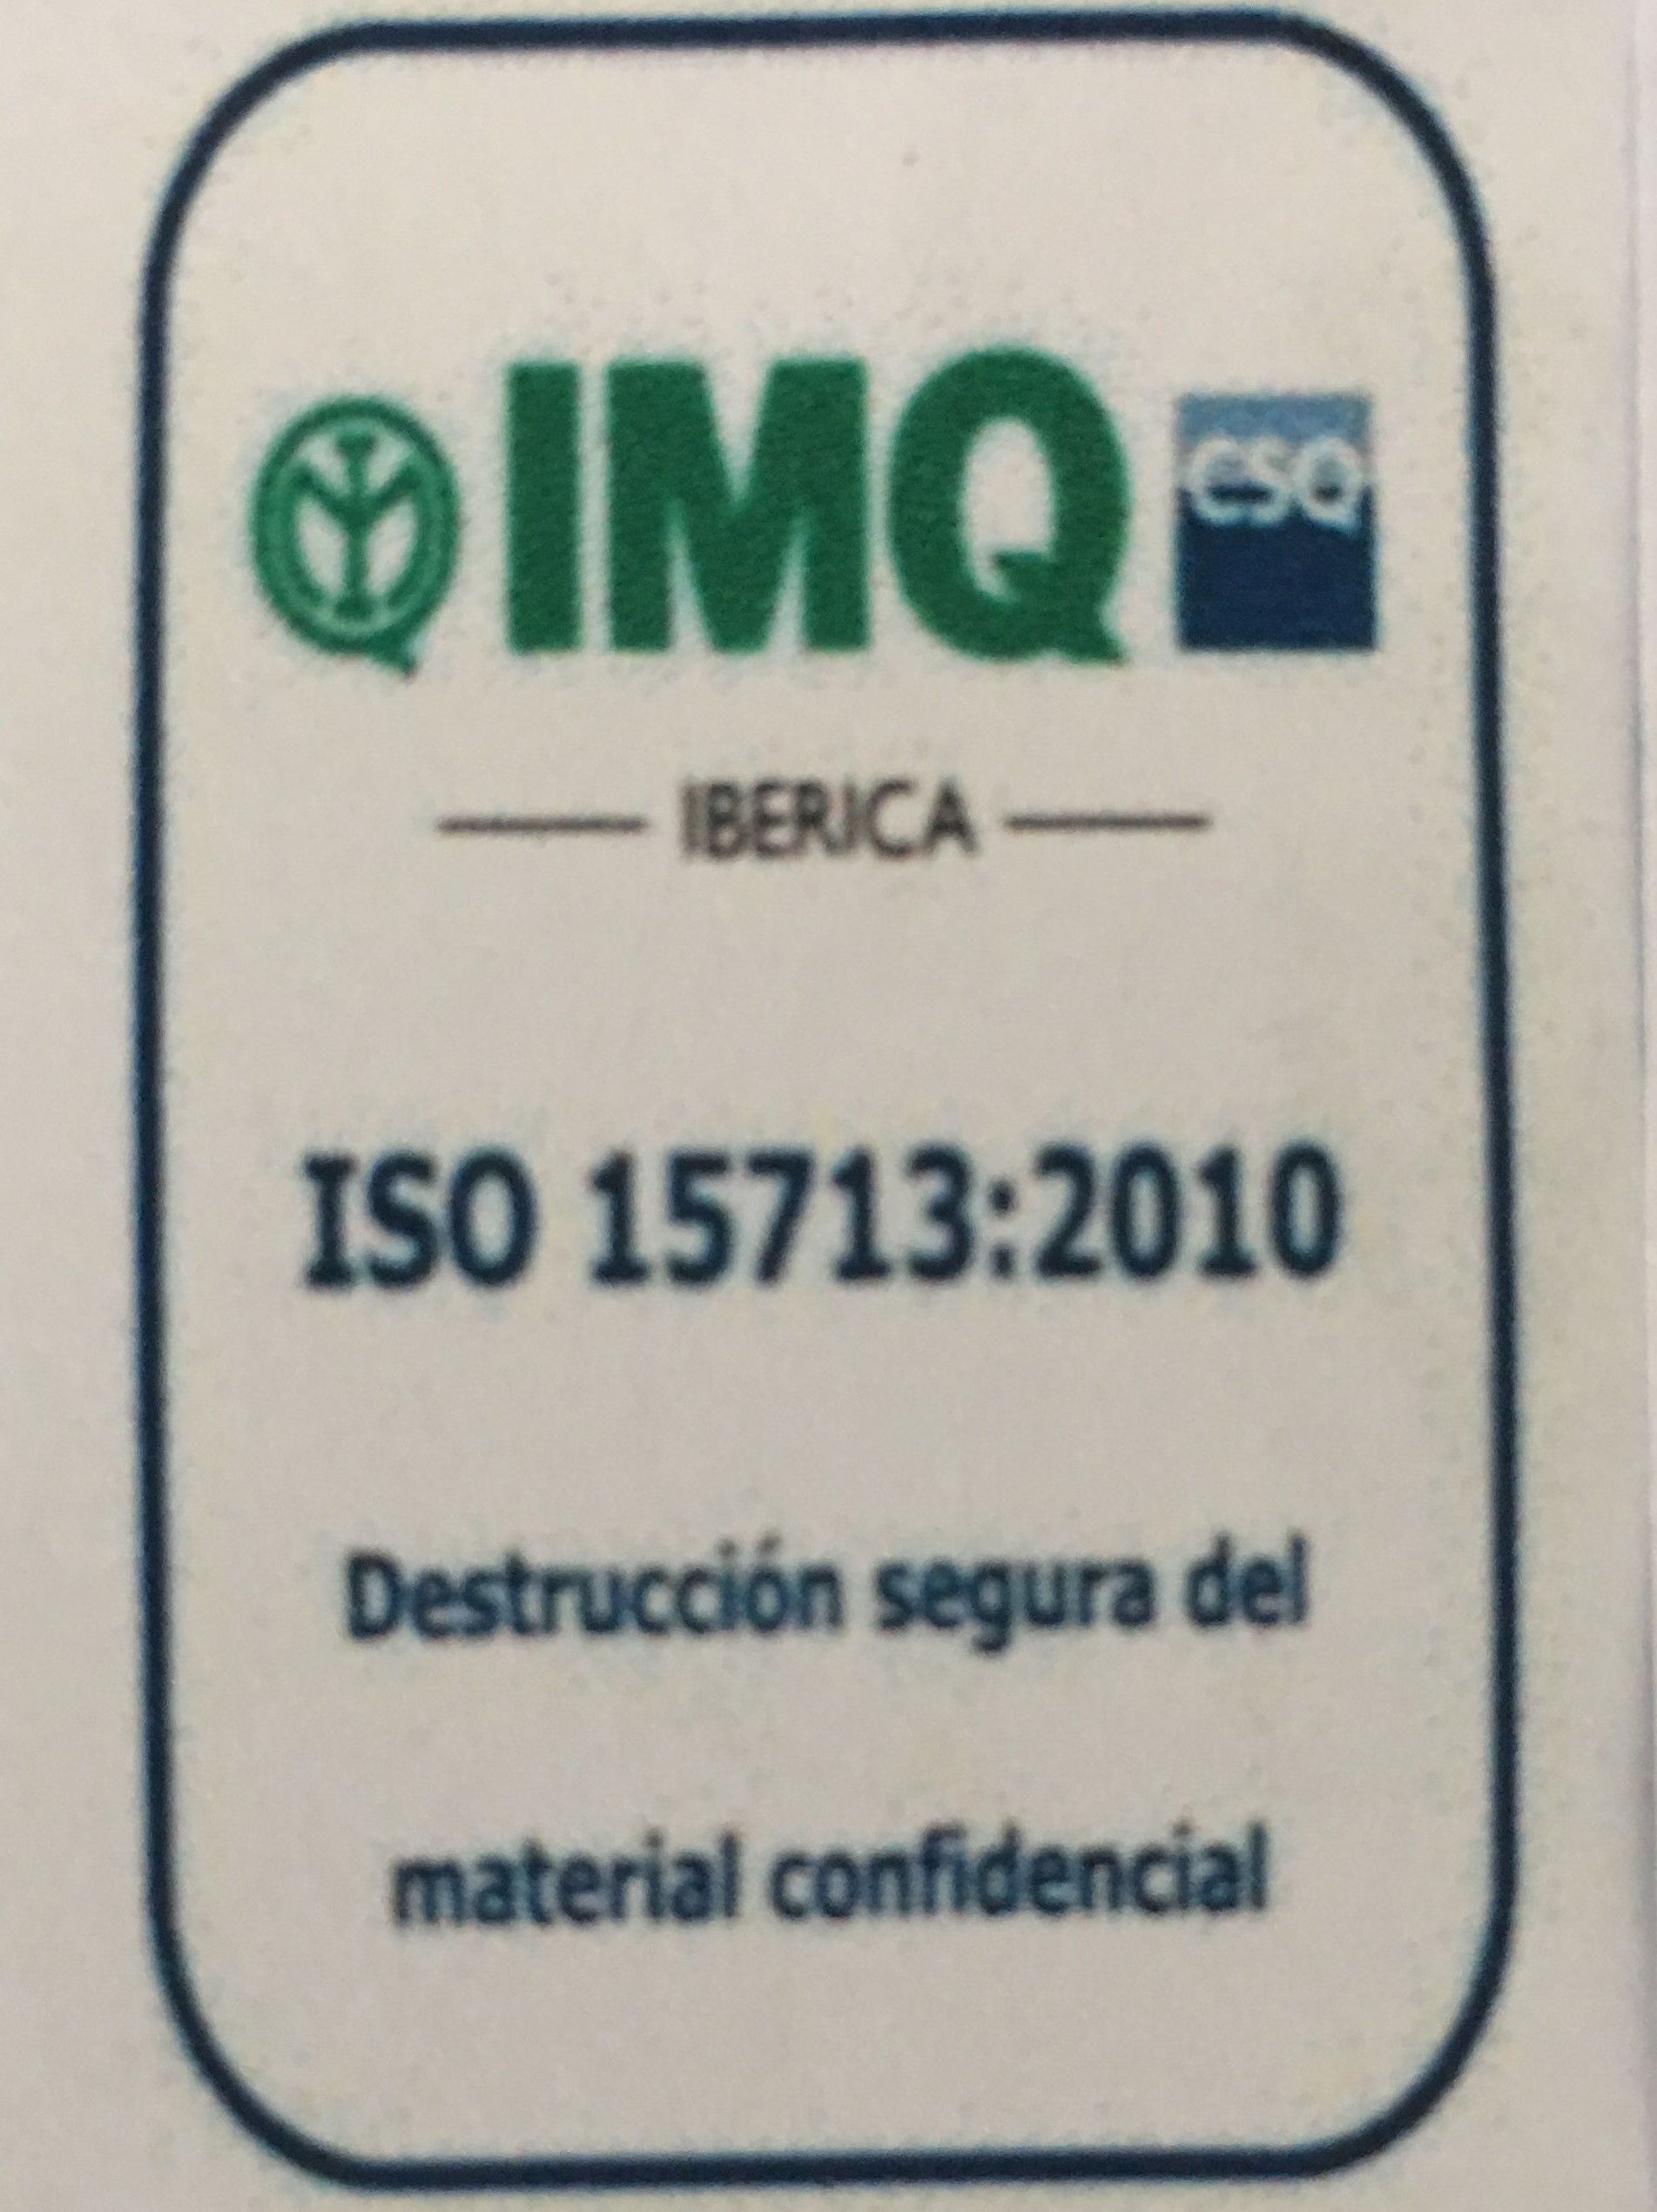 IMQ CSQ
IBERICA
ISO 15713:2010
Destrucción segura del
material confidencial